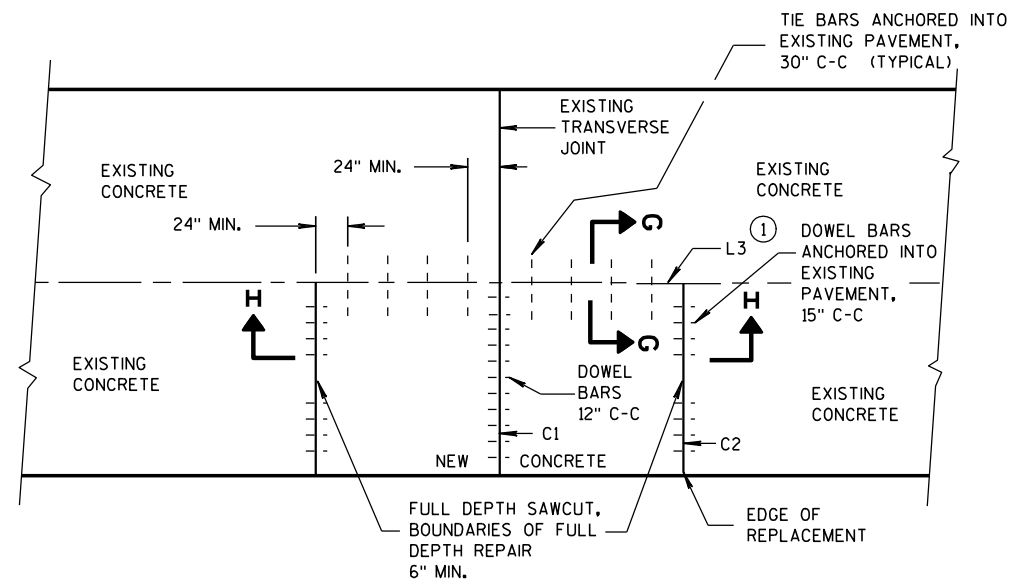 TIE BARS ANCHORED INTO
EXISTING PAVEMENT,
30" C-C (TYPICAL)
EXISTING
TRANSVERSE
JOINT
24" MIN.
EXISTING
CONCRETE
EXISTING
CONCRETE
24" MIN.
G
1
DOWEL BARS
ANCHORED INTO
EXISTING
PAVEMENT,
15" C-C
L3
H
H
G
EXISTING
CONCRETE
DOWEL
BARS
12" C-C
EXISTING
CONCRETE
C1
C2
NEW CONCRETE
FULL DEPTH SAWCUT,
BOUNDARIES OF FULL
DEPTH REPAIR
6" MIN.
EDGE OF
REPLACEMENT